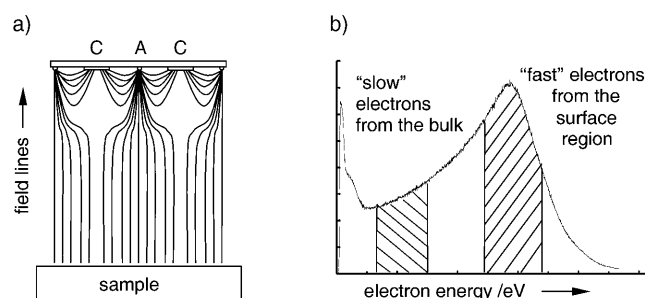 a)
C A C
field lines
sample
b)
"slow"
electrons
from the bulk
"fast" electrons
from the
surface
region
electron energy /eV